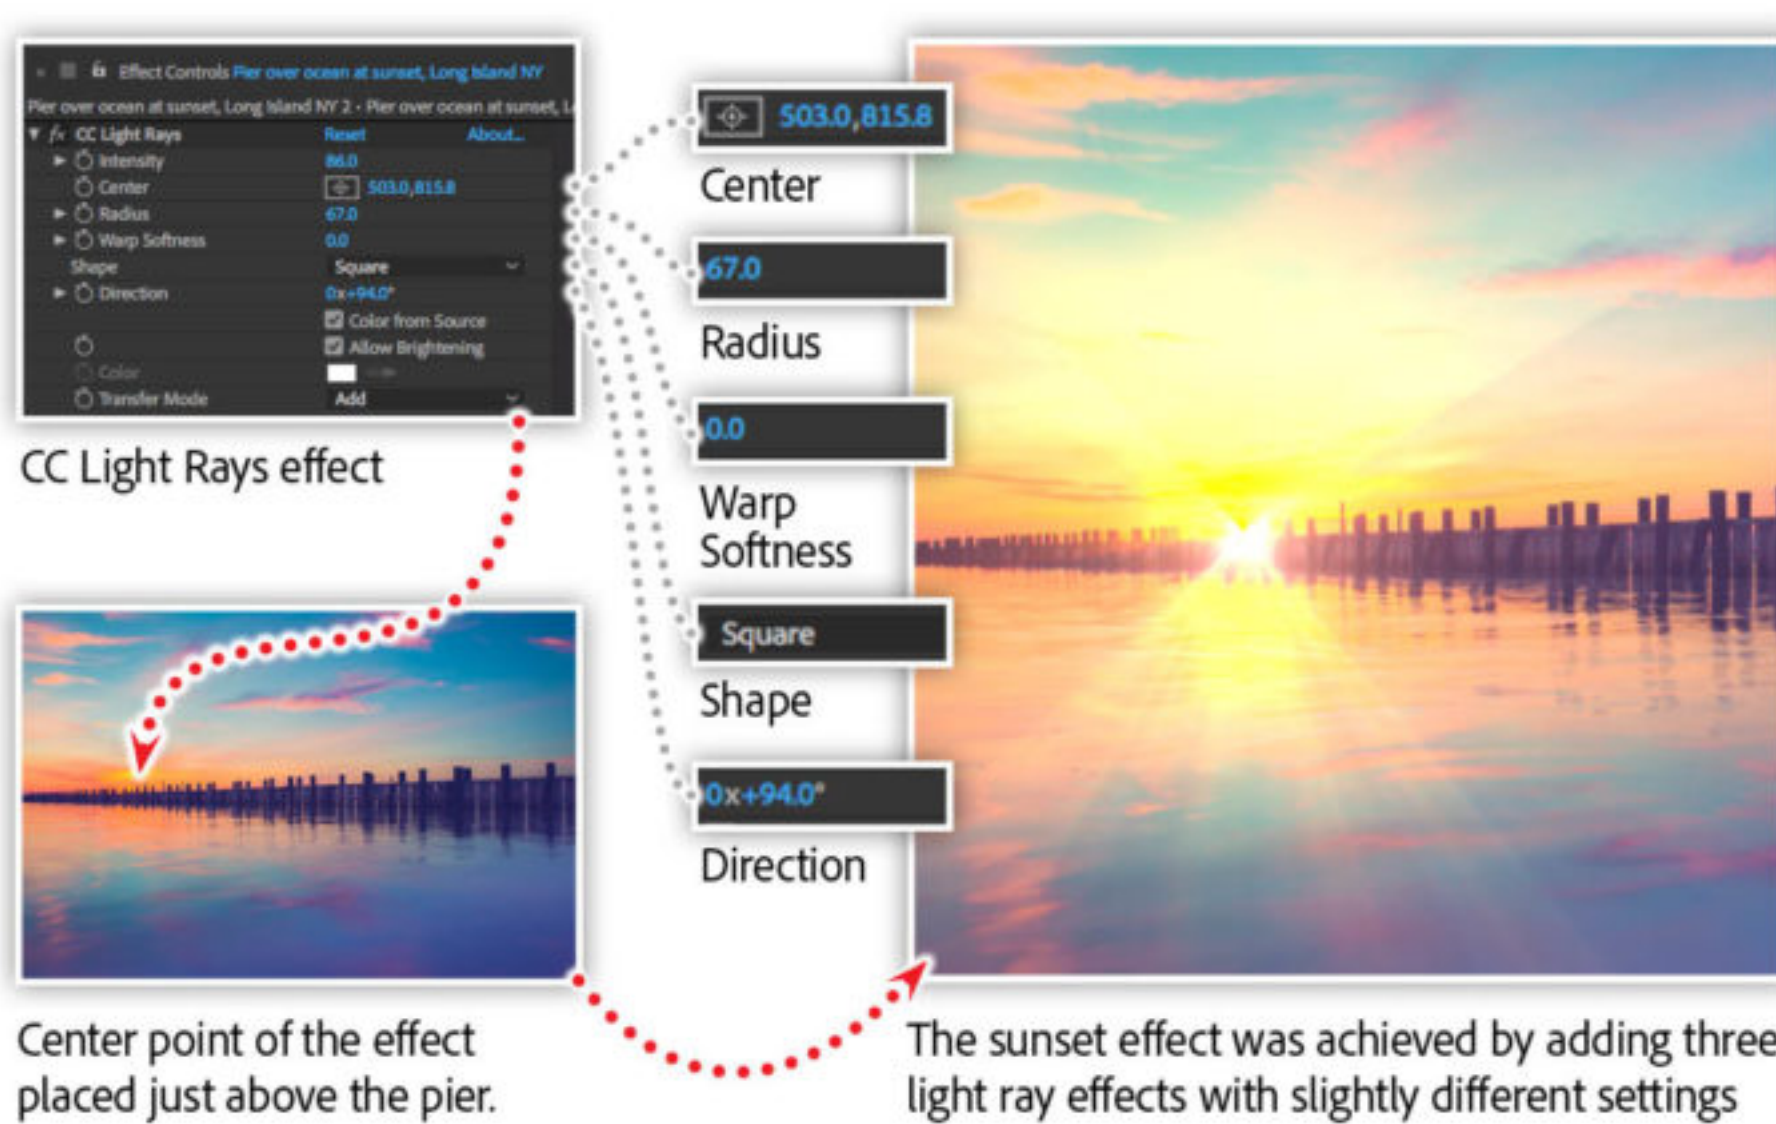 Effect Controls Pier over ocean at sunset, Long Island NY
Pier over ocean at sunset, Long Island NY 2 • Pier over ocean at sunset,
fx CC Light Rays Reset About...
Intensity 86.0
Center 503.0,815.8
Radius 67.0
Warp Softness 0.0
Shape Square
Direction 0x+94.0°
Color from Source
Allow Brightening
Color
Transfer Mode Add
CC Light Rays effect
503.0,815.8
Center
67.0
Radius
0.0
Warp
Softness
Square
Shape
0x+94.0°
Direction
Center point of the effect
placed just above the pier.
The sunset effect was achieved by adding three
light ray effects with slightly different settings